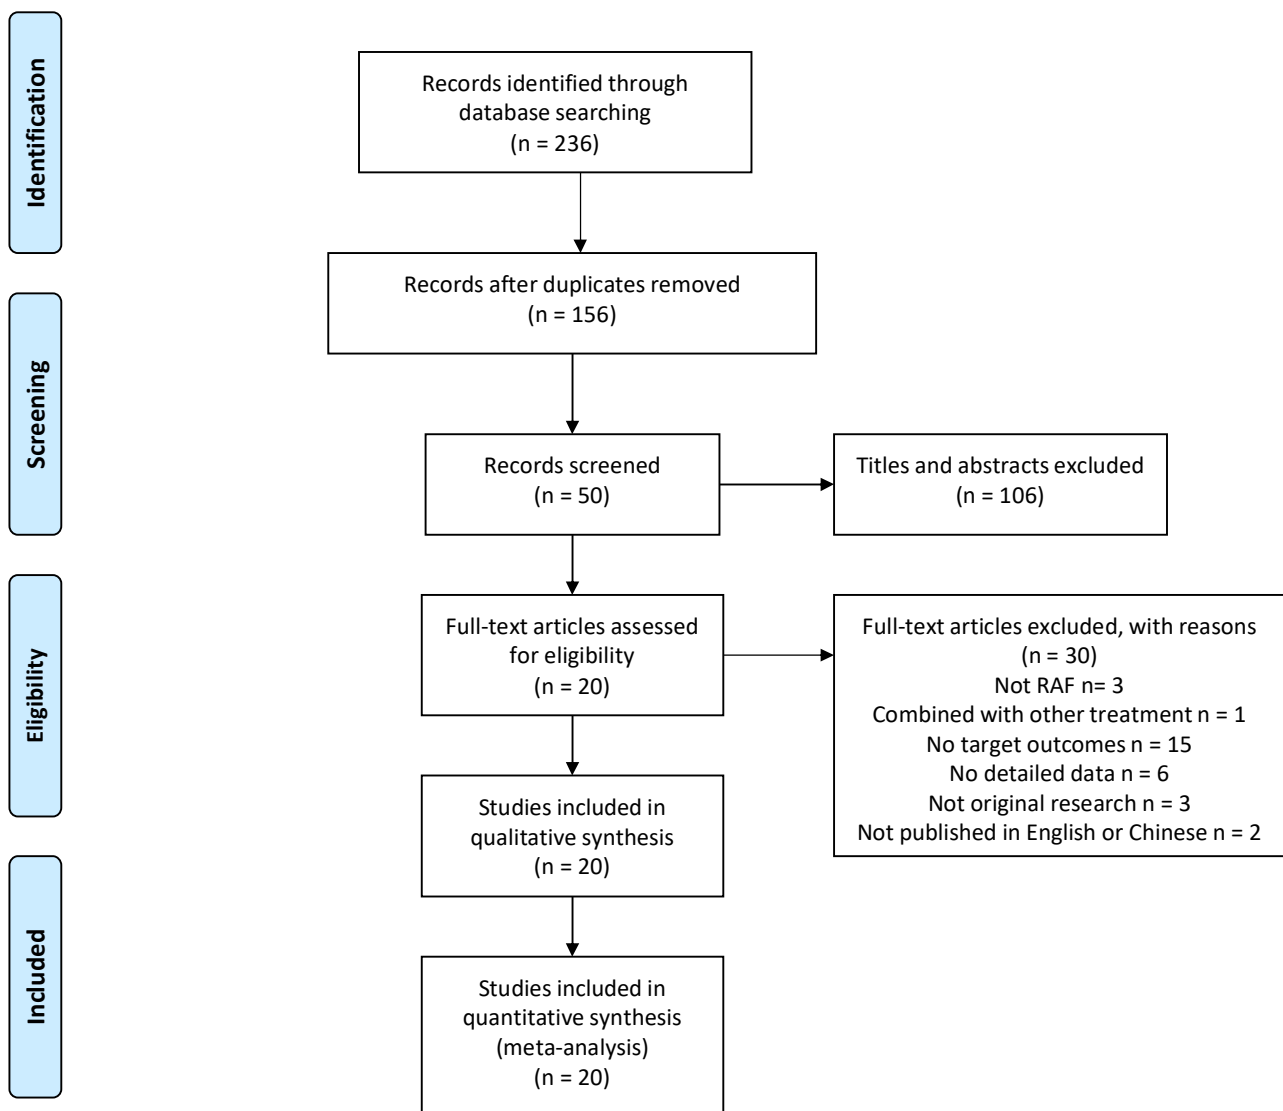 Identification
Records identified through
database searching
(n = 236)
Records after duplicates removed
(n = 156)
Screening
Records screened
(n = 50)
Titles and abstracts excluded
(n = 106)
Eligibility
Full-text articles assessed
for eligibility
(n = 20)
Full-text articles excluded, with reasons
(n = 30)
Not RAF n= 3
Combined with other treatment n = 1
No target outcomes n = 15
No detailed data n = 6
Not original research n = 3
Not published in English or Chinese n = 2
Studies included in
qualitative synthesis
(n = 20)
Included
Studies included in
quantitative synthesis
(meta-analysis)
(n = 20)